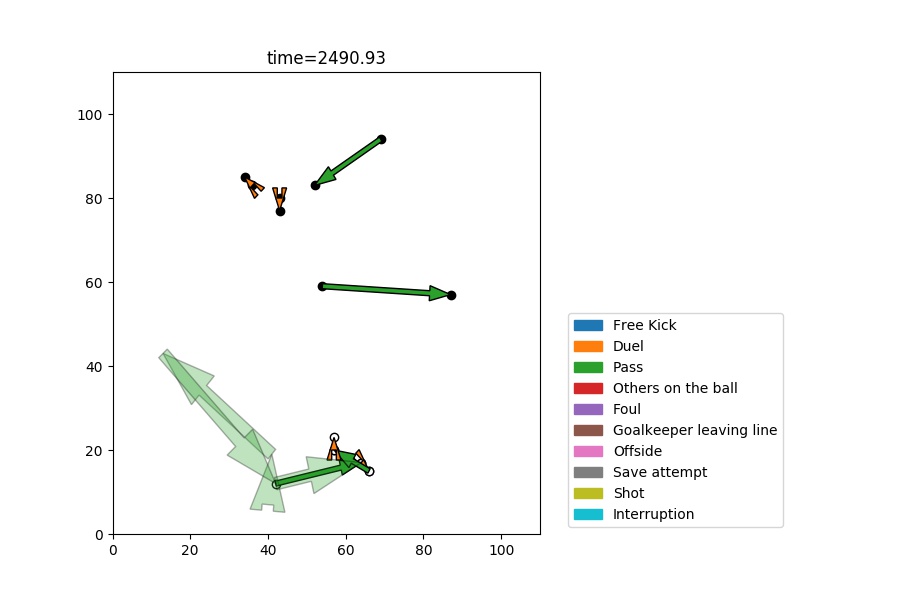 time=2490.93
100
80
60
40
20
0
0 20 40 60 80 100
Free Kick
Duel
Pass
Others on the ball
Foul
Goalkeeper leaving line
Offside
Save attempt
Shot
Interruption